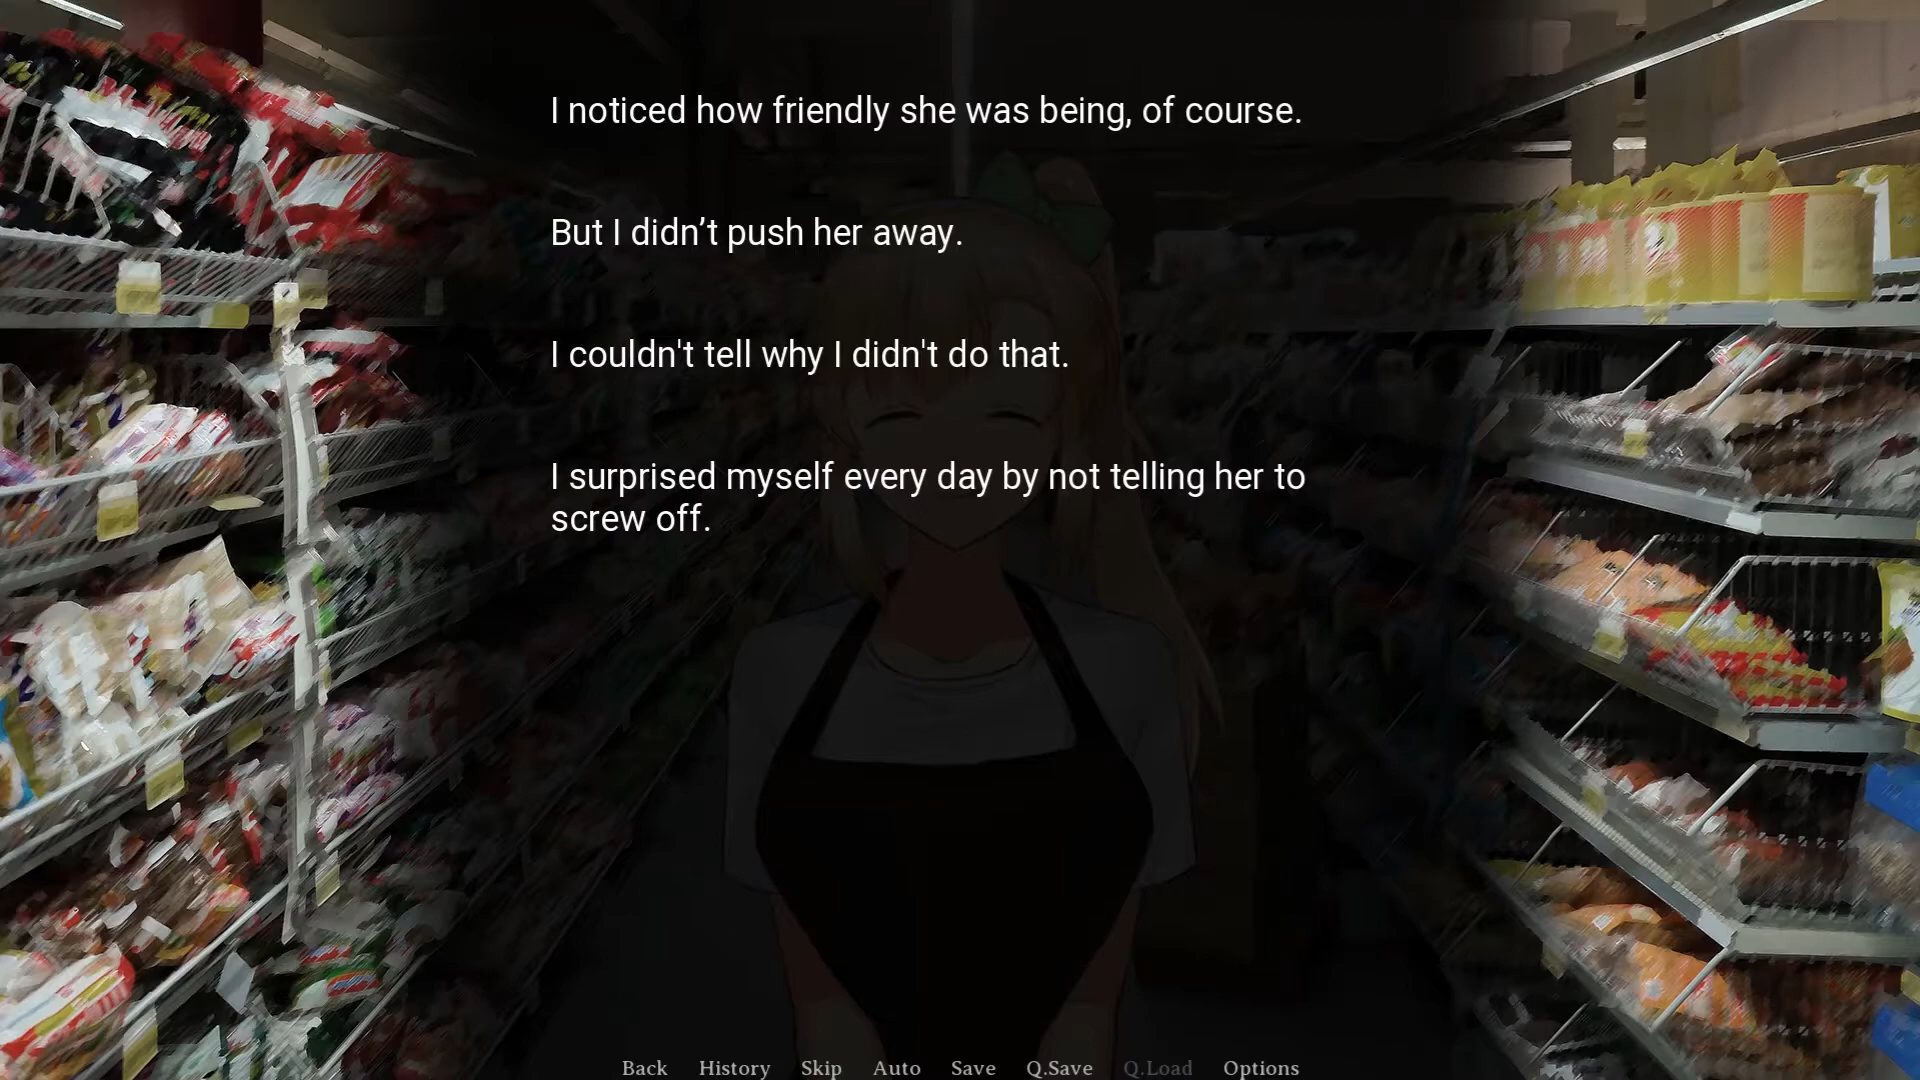 I noticed how friendly she was being, of course.
But I didn’t push her away.
I couldn't tell why I didn't do that.
I surprised myself every day by not telling her to
screw off.
Back History Skip Auto Save Q.Save Q.Load Options